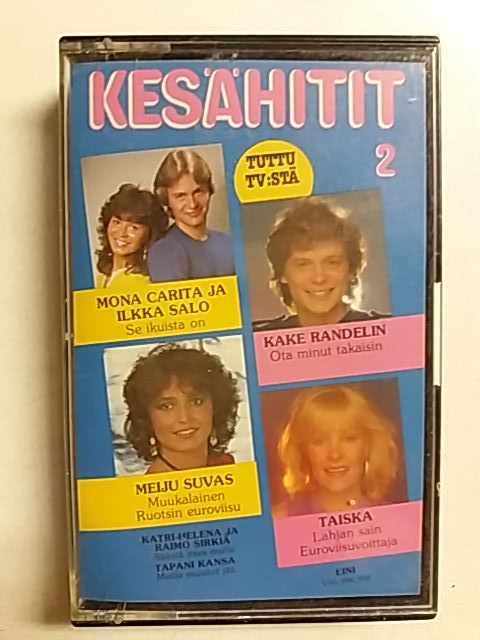 KESÄHITIT
2
TUTTU
TV:STÄ
MONA CARITA JA
ILKKA SALO
Se ikuista on
KAKE RANDELIN
Ota minut takaisin
MEIJU SUVAS
Muukalainen
Ruotsin euroviisu
TAISKA
Lahjan sain
Euroviisuvoittaja
KATRI-HELENA JA
RAIMO SIRKIÄ
TAPANI KANSA
EINI